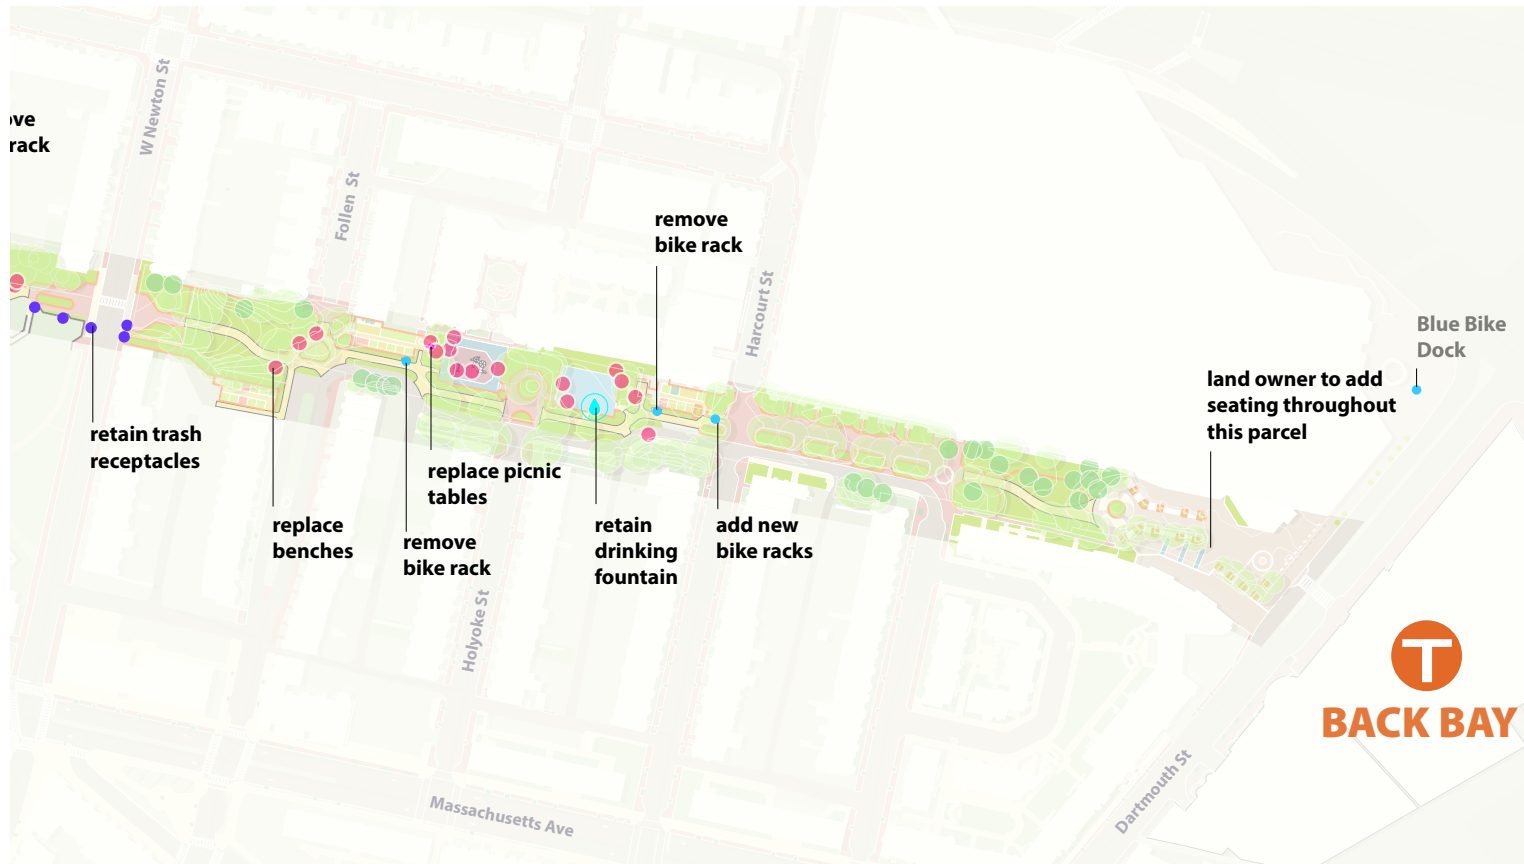 W Newton St
ove
rack
Follen St
remove
bike rack
Harcourt St
Blue Bike
Dock
land owner to add
seating throughout
this parcel
retain trash
receptacles
replace picnic
tables
replace
benches
remove
bike rack
retain
drinking
fountain
add new
bike racks
Holyoke St
T
BACK BAY
Dartmouth St
Massachusetts Ave